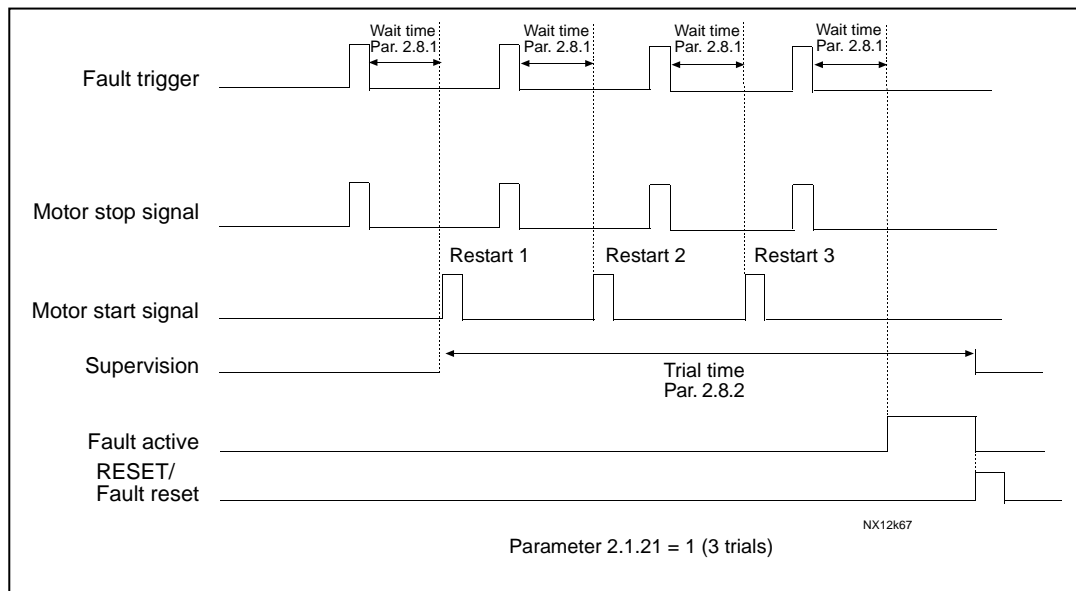 Wait time
Par. 2.8.1
Wait time
Par. 2.8.1
Wait time
Par. 2.8.1
Wait time
Par. 2.8.1
Fault trigger
Motor stop signal
Restart 1
Restart 2
Restart 3
Motor start signal
Supervision
Trial time
Par. 2.8.2
Fault active
RESET/
Fault reset
NX12k67
Parameter 2.1.21 = 1 (3 trials)